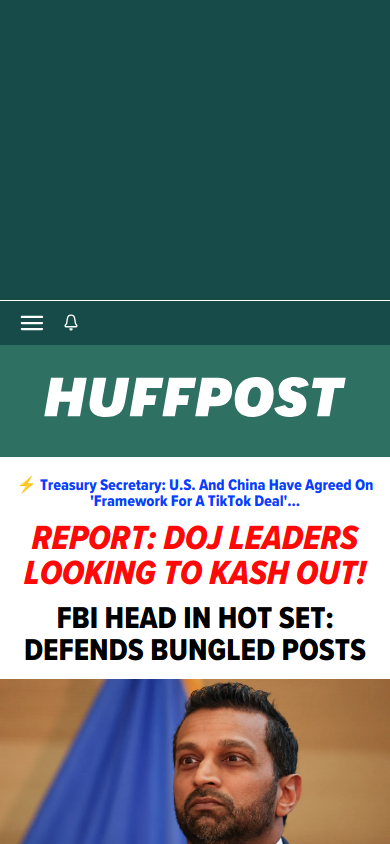 HUFFPOST
⚡ Treasury Secretary: U.S. And China Have Agreed On
'Framework For A TikTok Deal'...
REPORT: DOJ LEADERS
LOOKING TO KASH OUT!
FBI HEAD IN HOT SET:
DEFENDS BUNGLED POSTS